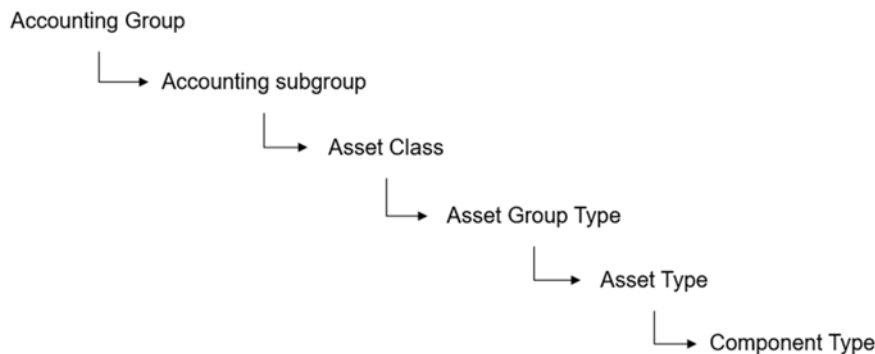 Accounting Group
Accounting subgroup
Asset Class
Asset Group Type
Asset Type
Component Type